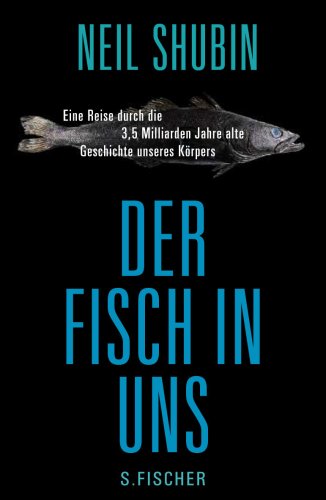 NEIL SHUBIN
Eine Reise durch die
3,5 Milliarden Jahre alte
Geschichte unseres Körpers
DER
FISCH IN
UNS
S.FISCHER